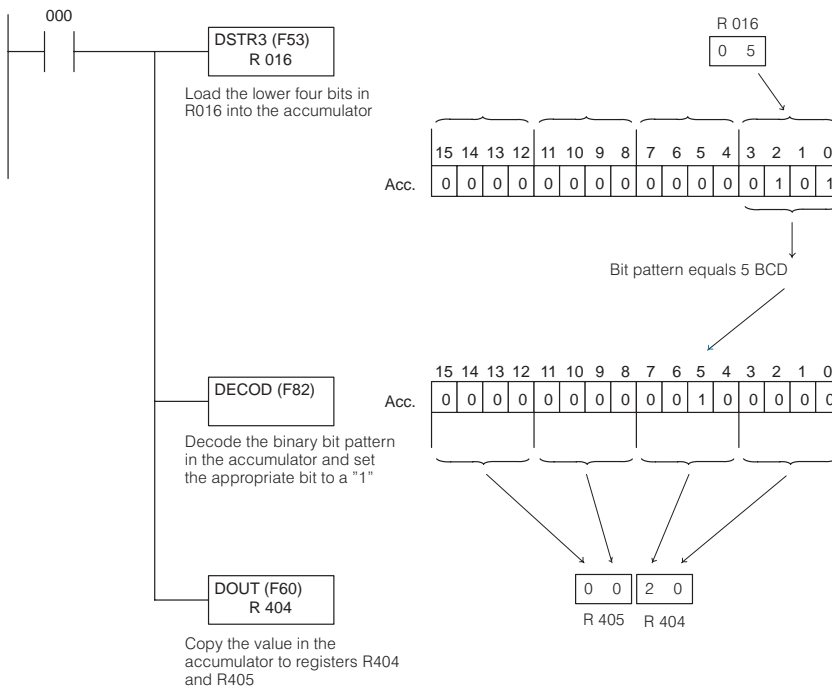 000
DSTR3 (F53)
R 016
Load the lower four bits in
R016 into the accumulator
R 016
0 5
15 14 13 12 11 10 9 8 7 6 5 4 3 2 1 0
Acc. 0 0 0 0 0 0 0 0 0 0 0 0 0 1 0 1
Bit pattern equals 5 BCD
DECOD (F82)
Decode the binary bit pattern
in the accumulator and set
the appropriate bit to a ”1”
15 14 13 12 11 10 9 8 7 6 5 4 3 2 1 0
Acc. 0 0 0 0 0 0 0 0 0 0 1 0 0 0 0 0
DOUT (F60)
R 404
Copy the value in the
accumulator to registers R404
and R405
0 0 2 0
R 405 R 404